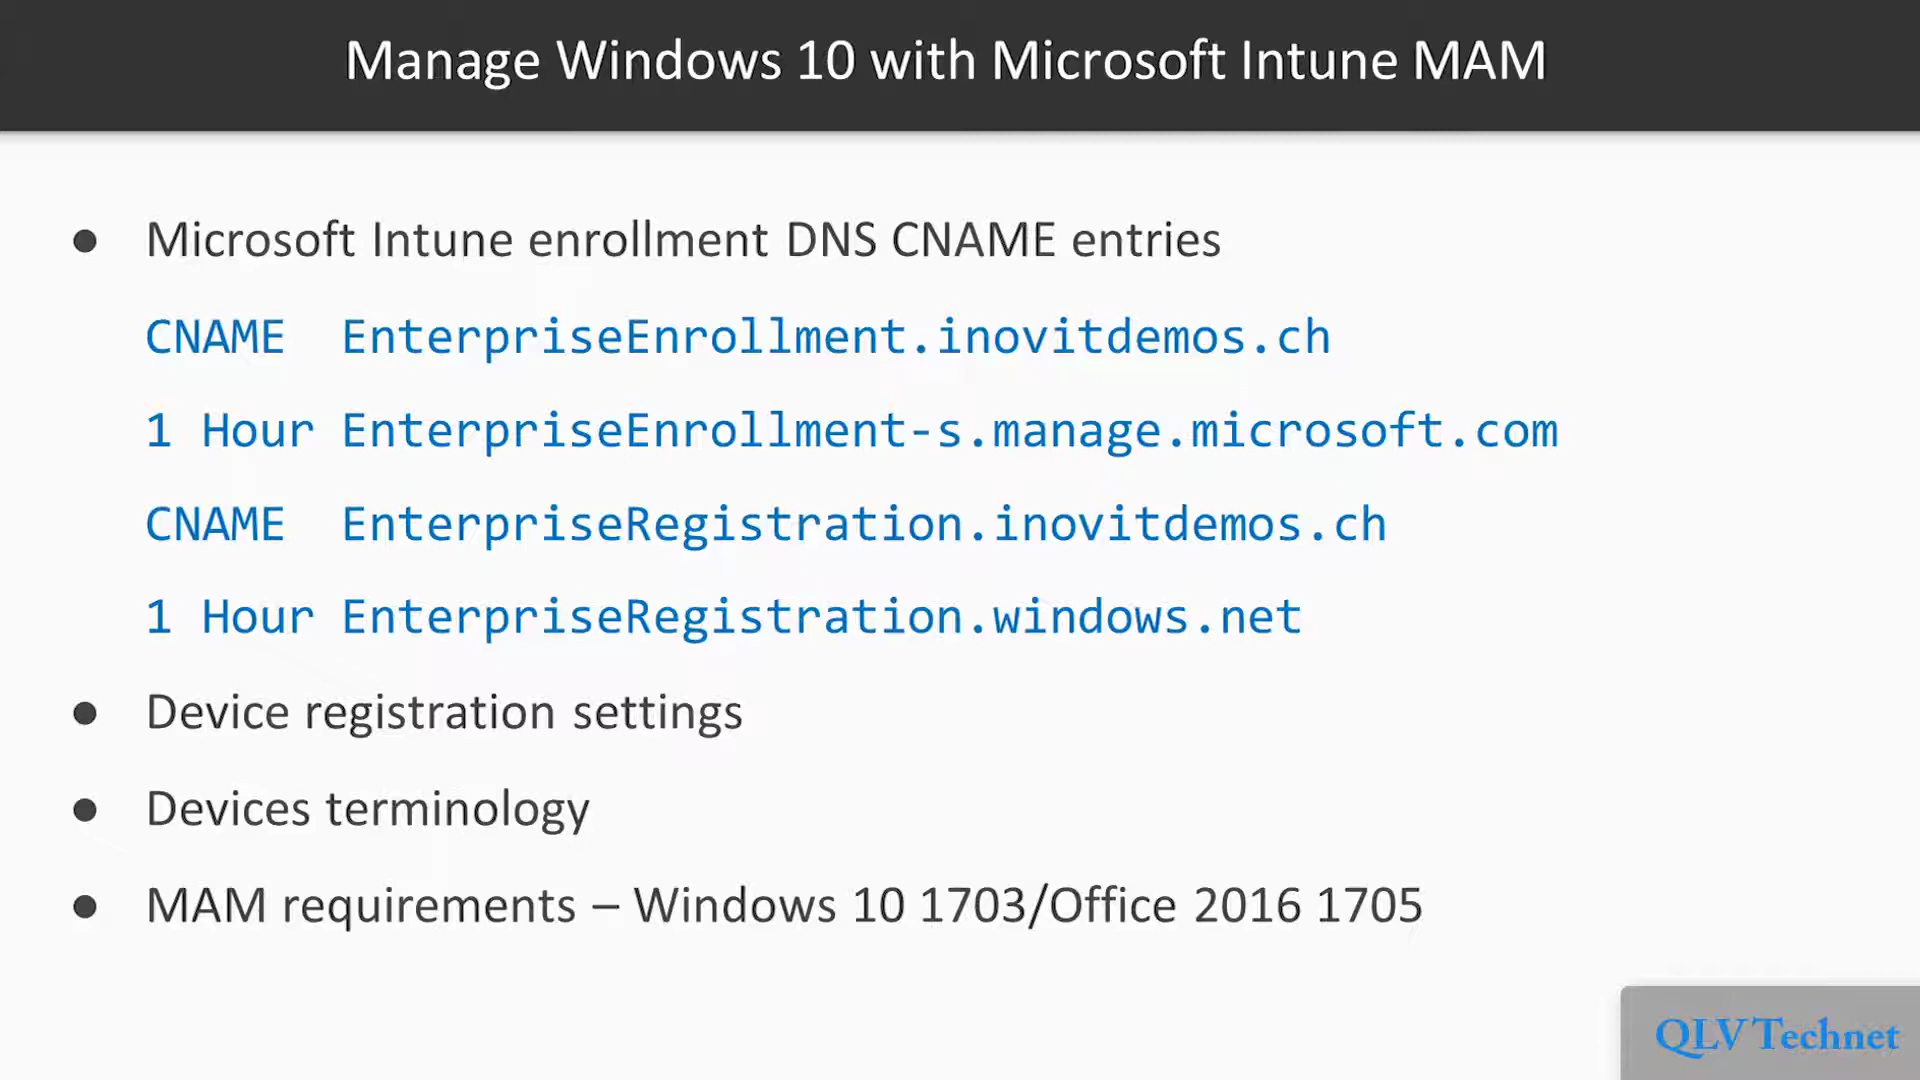 Manage Windows 10 with Microsoft Intune MAM
● Microsoft Intune enrollment DNS CNAME entries
CNAME EnterpriseEnrollment.inovitdemos.ch
1 Hour EnterpriseEnrollment-s.manage.microsoft.com
CNAME EnterpriseRegistration.inovitdemos.ch
1 Hour EnterpriseRegistration.windows.net
● Device registration settings
● Devices terminology
● MAM requirements – Windows 10 1703/Office 2016 1705
QLV Technet